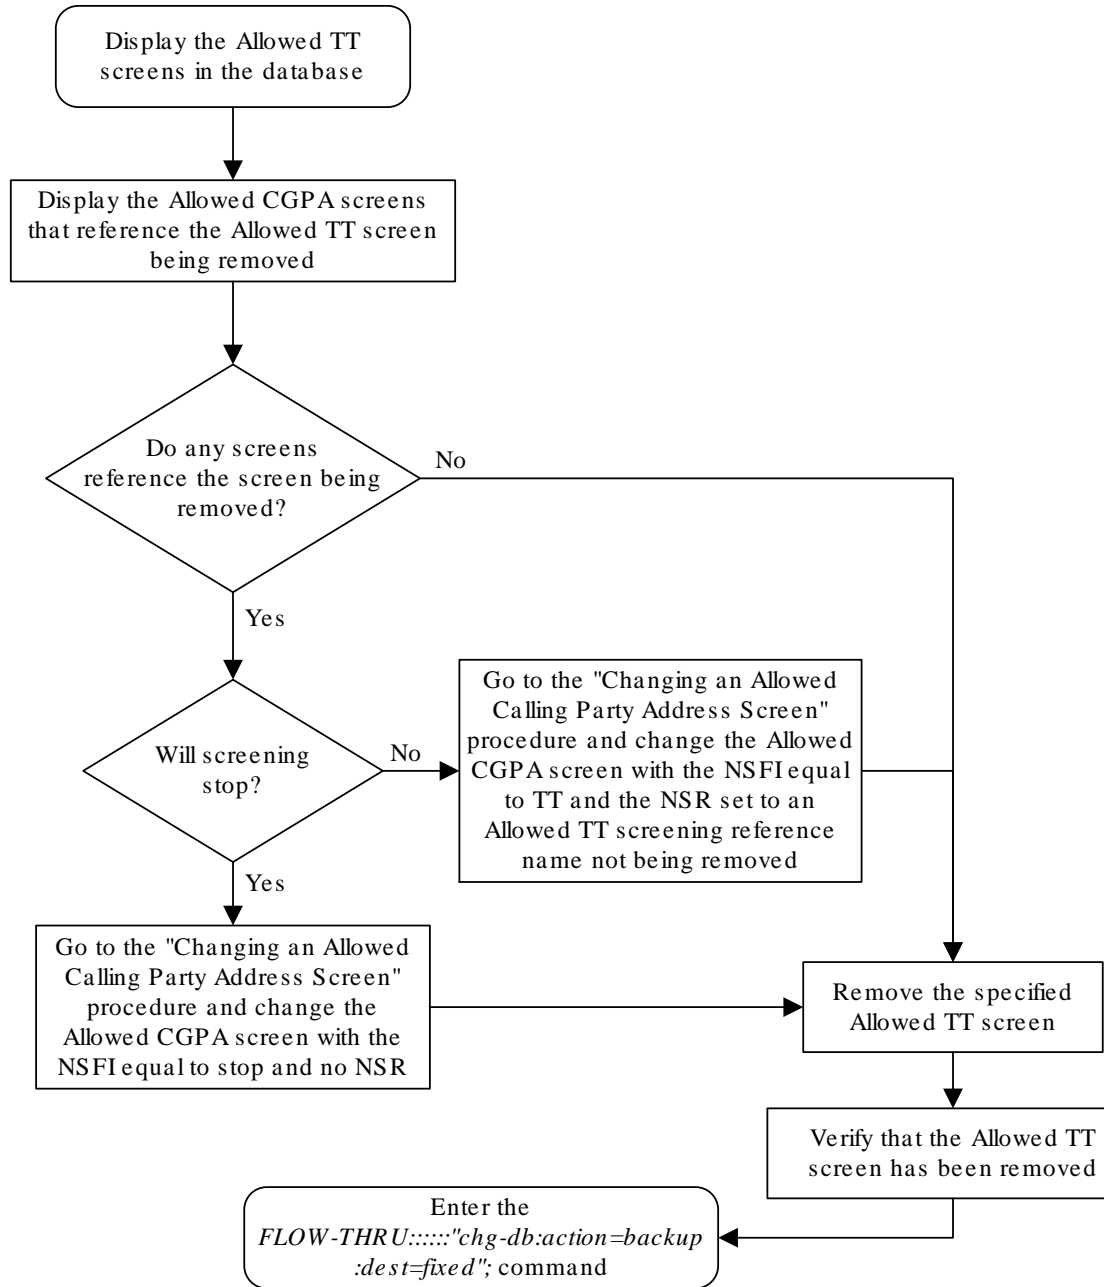 Display the Allowed TT
screens in the database
Display the Allowed CGPA screens
that reference the Allowed TT screen
being removed
Do any screens
reference the screen being
removed?
No
Yes
Will screening
stop?
No
Go to the "Changing an Allowed
Calling Party Address Screen"
procedure and change the Allowed
CGPA screen with the NSFI equal
to TT and the NSR set to an
Allowed TT screening reference
name not being removed
Yes
Go to the "Changing an Allowed
Calling Party Address Screen"
procedure and change the
Allowed CGPA screen with the
NSFI equal to stop and no NSR
Remove the specified
Allowed TT screen
Verify that the Allowed TT
screen has been removed
Enter the
FLOW-THRU::::::"chg-db:action=backup
:dest=fixed"; command